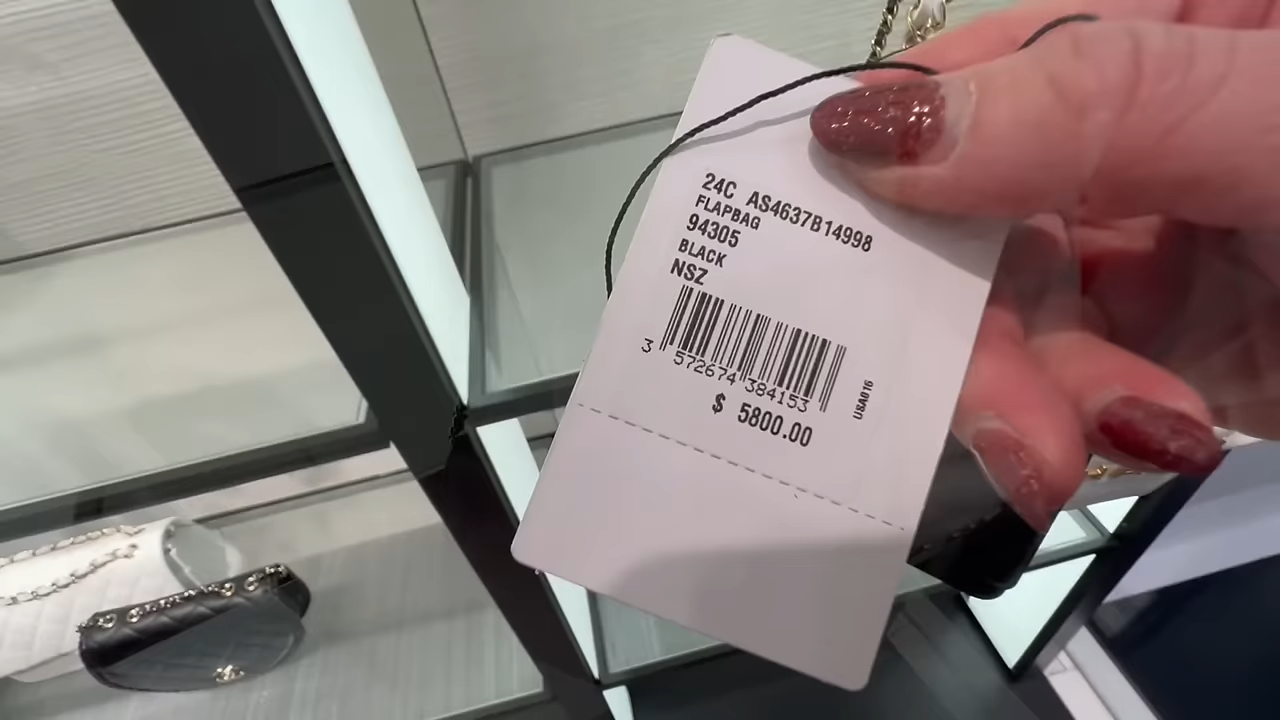 24C AS4637B14998
FLAPBAG
94305
BLACK
NSZ
3 572674 384153
USA016
$ 5800.00